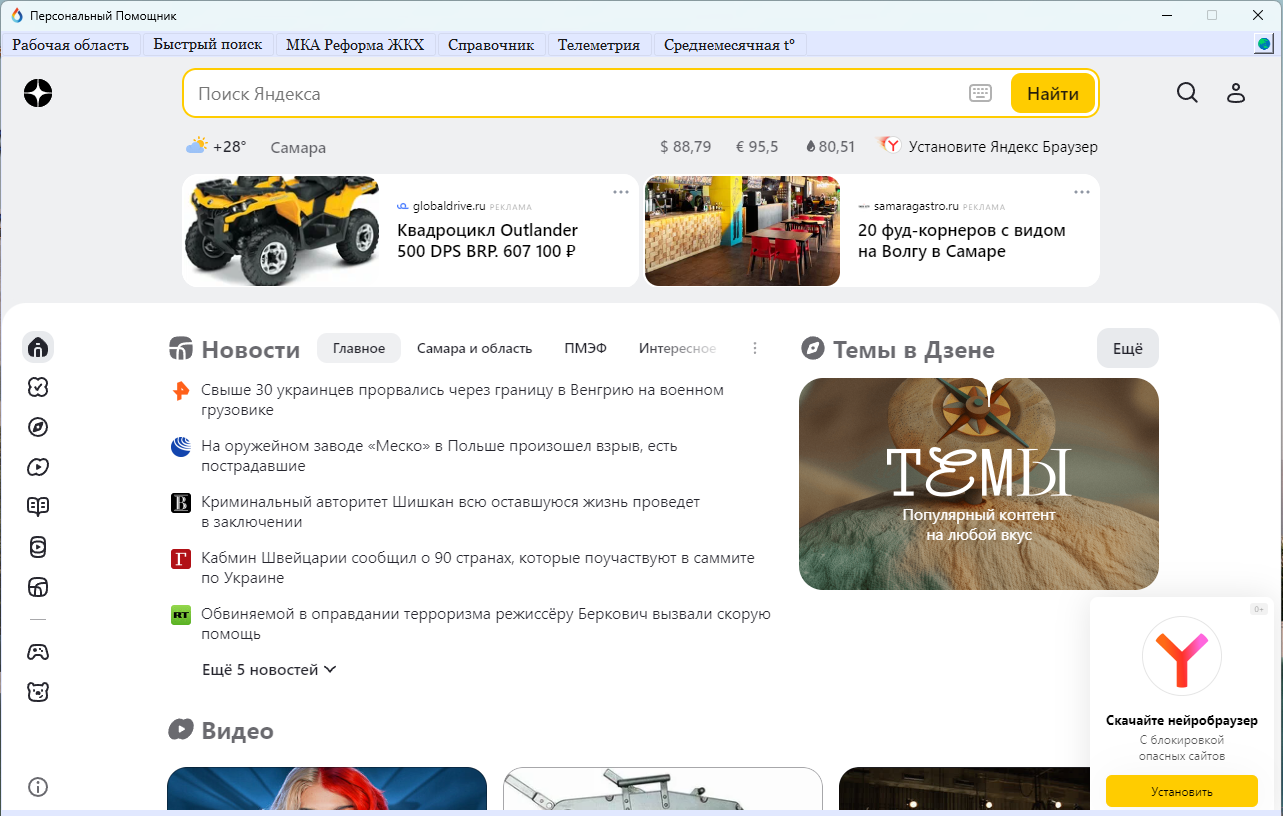 Персональный Помощник
Рабочая область
Быстрый поиск
МКА Реформа ЖКХ
Справочник
Телеметрия
Среднемесячная t°
Поиск Яндекса
Найти
+28°
Самара
$ 88,79
€ 95,5
80,51
Установите Яндекс Браузер
globaldrive.ru РЕКЛАМА
Квадроцикл Outlander
500 DPS BRP. 607 100 ₽
samaragastro.ru РЕКЛАМА
20 фуд-корнеров с видом
на Волгу в Самаре
Новости
Главное
Самара и область
ПМЭФ
Интересное
Свыше 30 украинцев прорвались через границу в Венгрию на военном
грузовике
На оружейном заводе «Меско» в Польше произошел взрыв, есть
пострадавшие
В
Криминальный авторитет Шишкан всю оставшуюся жизнь проведет
в заключении
Г
Кабмин Швейцарии сообщил о 90 странах, которые поучаствуют в саммите
по Украине
RT
Обвиняемой в оправдании терроризма режиссёру Беркович вызвали скорую
помощь
Ещё 5 новостей
Темы в Дзене
Ещё
ТЕМЫ
Популярный контент
на любой вкус
Видео
0+
Скачайте нейробраузер
С блокировкой
опасных сайтов
Установить